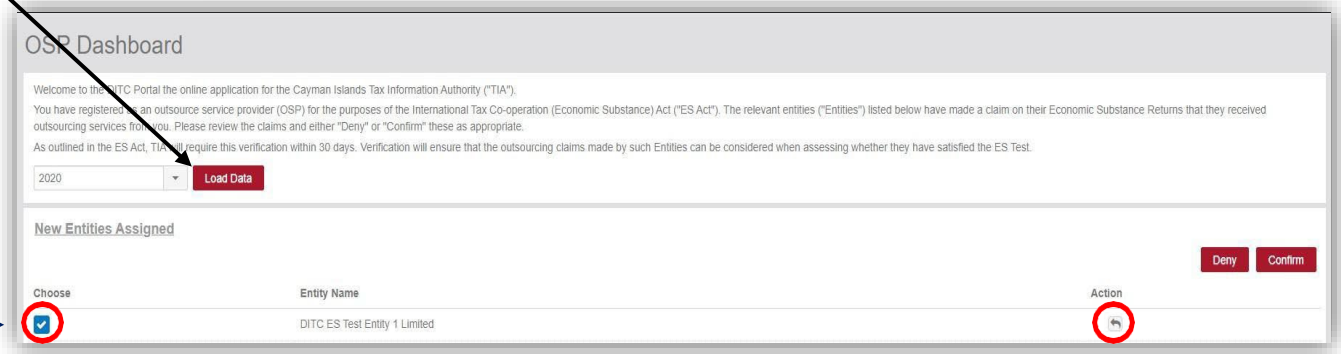 OSP Dashboard
Welcome to the DITC Portal the online application for the Cayman Islands Tax Information Authority ("TIA").
You have registered as an outsource service provider (OSP) for the purposes of the International Tax Co-operation (Economic Substance) Act ("ES Act"). The relevant entities ("Entities") listed below have made a claim on their Economic Substance Returns that they received
outsourcing services from you. Please review the claims and either "Deny" or "Confirm" these as appropriate.
As outlined in the ES Act, TIA will require this verification within 30 days. Verification will ensure that the outsourcing claims made by such Entities can be considered when assessing whether they have satisfied the ES Test.
2020 Load Data
New Entities Assigned
Deny Confirm
Choose Entity Name Action
DITC ES Test Entity 1 Limited